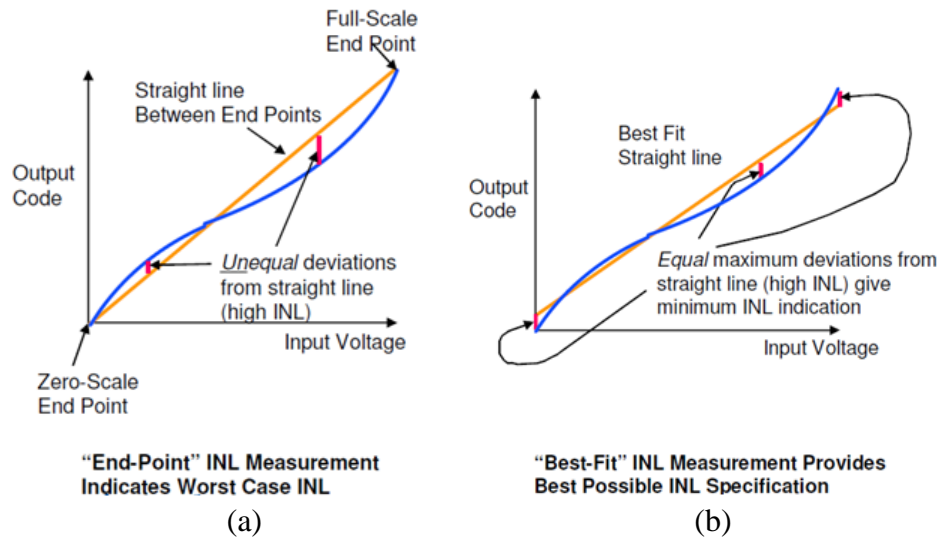 Full-Scale
End Point
Straight line
Between End Points
Output
Code
Unequal deviations
from straight line
(high INL)
Input Voltage
Zero-Scale
End Point
"End-Point" INL Measurement
Indicates Worst Case INL
(a)
Best Fit
Straight line
Output
Code
Equal maximum deviations from
straight line (high INL) give
minimum INL indication
Input Voltage
"Best-Fit" INL Measurement Provides
Best Possible INL Specification
(b)